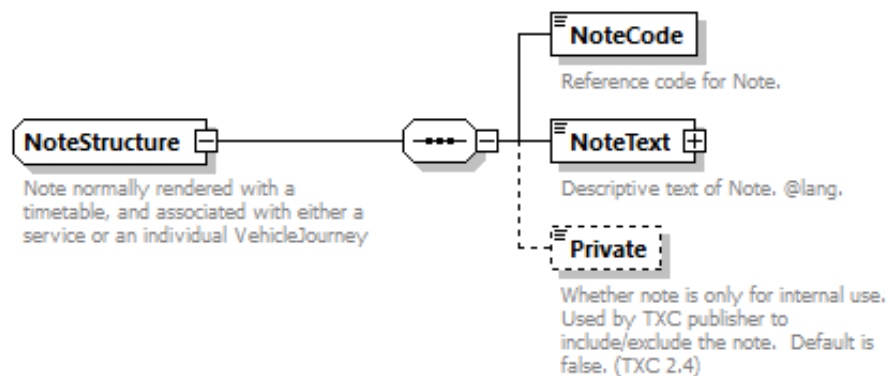 NoteCode
Reference code for Note.
NoteStructure
Note normally rendered with a
timetable, and associated with either a
service or an individual VehicleJourney
NoteText
Descriptive text of Note. @lang.
Private
Whether note is only for internal use.
Used by TXC publisher to
include/exclude the note.  Default is
false. (TXC 2.4)